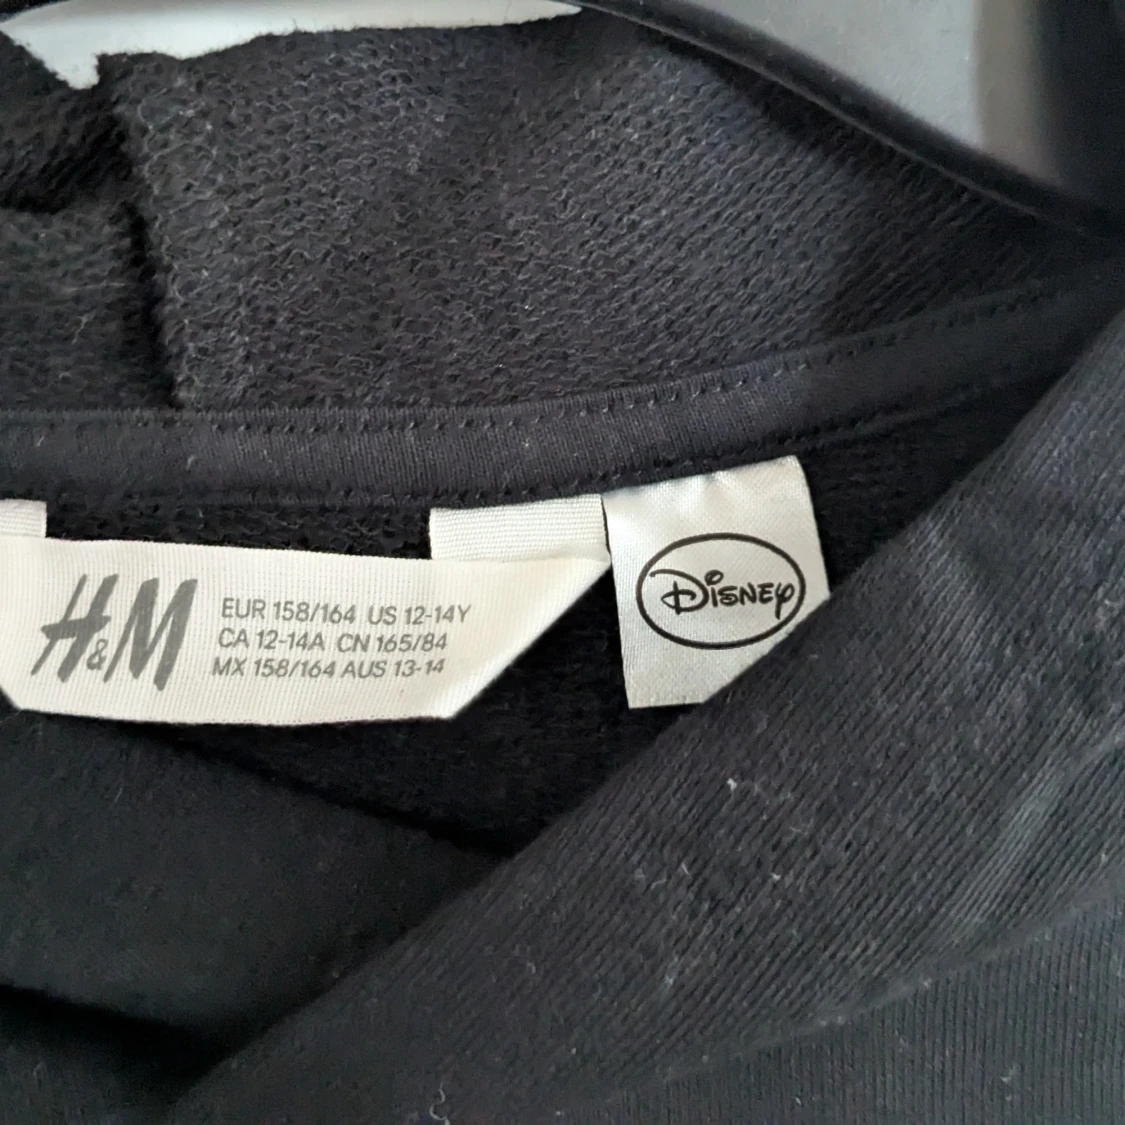 H&M
EUR 158/164 US 12-14Y
CA 12-14A CN 165/84
MX 158/164 AUS 13-14
Disney